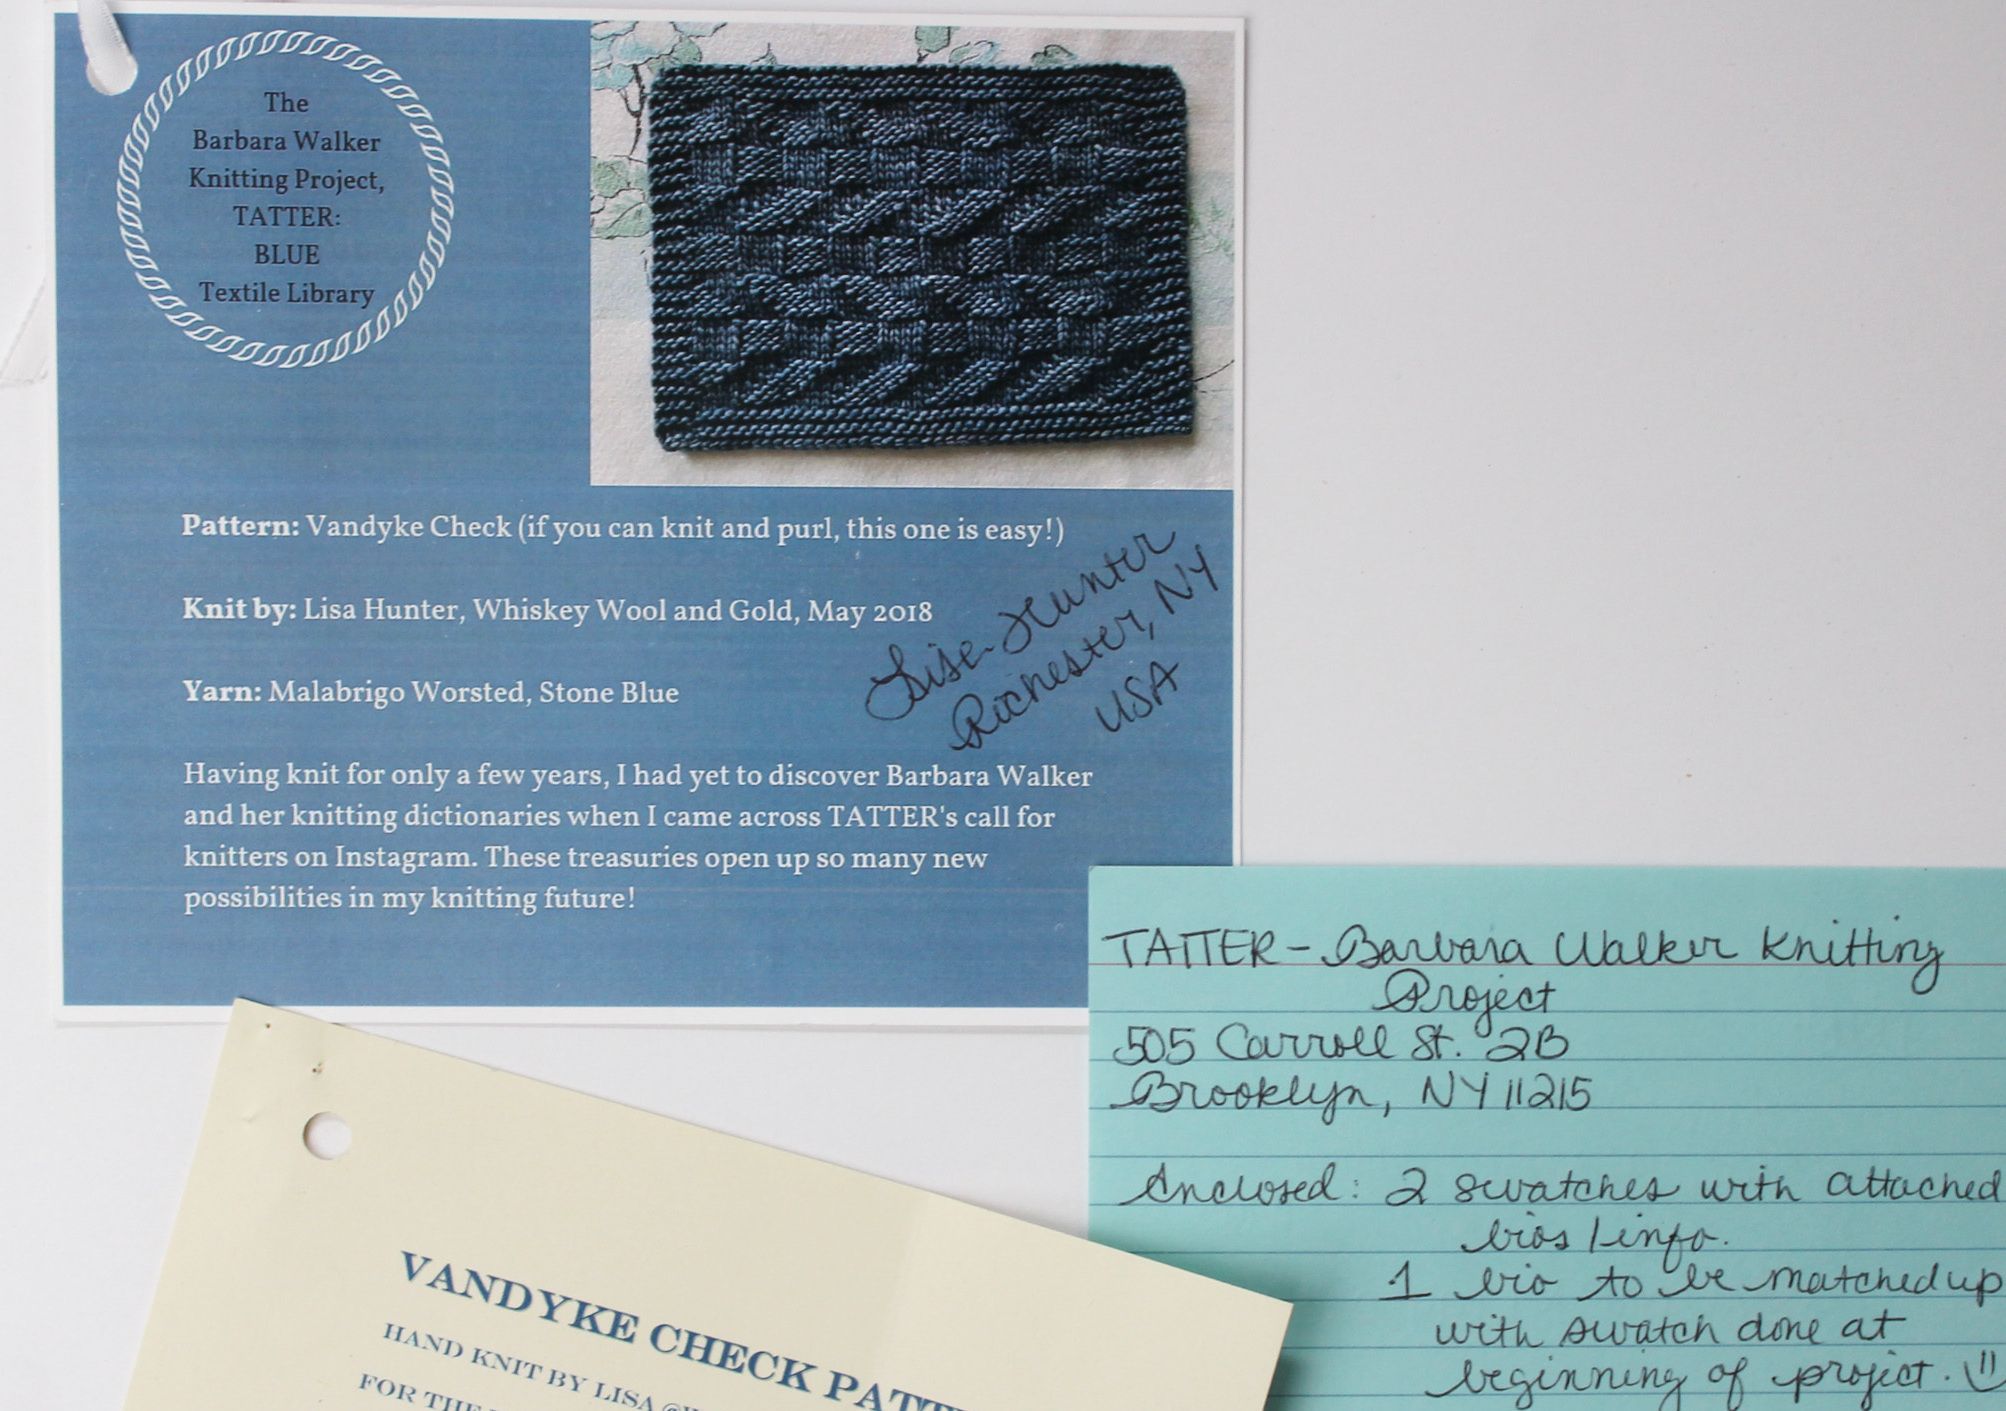 The
Barbara Walker
Knitting Project,
TATTER:
BLUE
Textile Library
Pattern: Vandyke Check (if you can knit and purl, this one is easy!)
Knit by: Lisa Hunter, Whiskey Wool and Gold, May 2018
Yarn: Malabrigo Worsted, Stone Blue
Having knit for only a few years, I had yet to discover Barbara Walker
and her knitting dictionaries when I came across TATTER's call for
knitters on Instagram. These treasuries open up so many new
possibilities in my knitting future!
Lisa Hunter
Rochester, NY
USA
TATTER - Barbara Walker Knitting
Project
505 Carroll St. 2B
Brooklyn, NY 11215
Enclosed: 2 swatches with attached
bios/info.
1 bio to be matched up
with swatch done at
beginning of project.
VANDYKE CHECK
HAND KNIT BY LISA
FOR THE